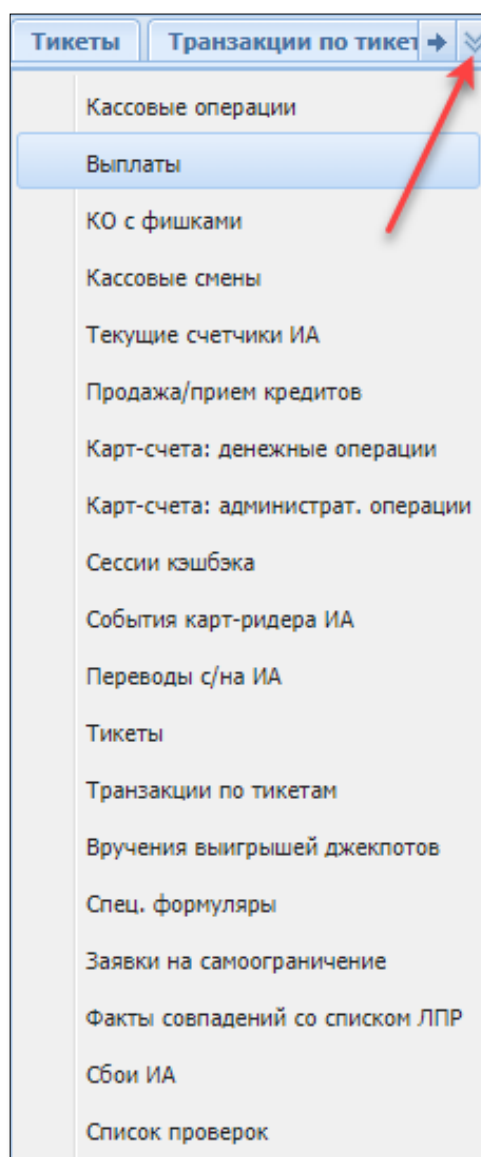 Тикеты Транзакции по тикет
Кассовые операции
Выплаты
КО с фишками
Кассовые смены
Текущие счетчики ИА
Продажа/прием кредитов
Карт-счета: денежные операции
Карт-счета: администрат. операции
Сессии кэшбэка
События карт-ридера ИА
Переводы с/на ИА
Тикеты
Транзакции по тикетам
Вручения выигрышей джекпотов
Спец. формуляры
Заявки на самоограничение
Факты совпадений со списком ЛПР
Сбои ИА
Список проверок